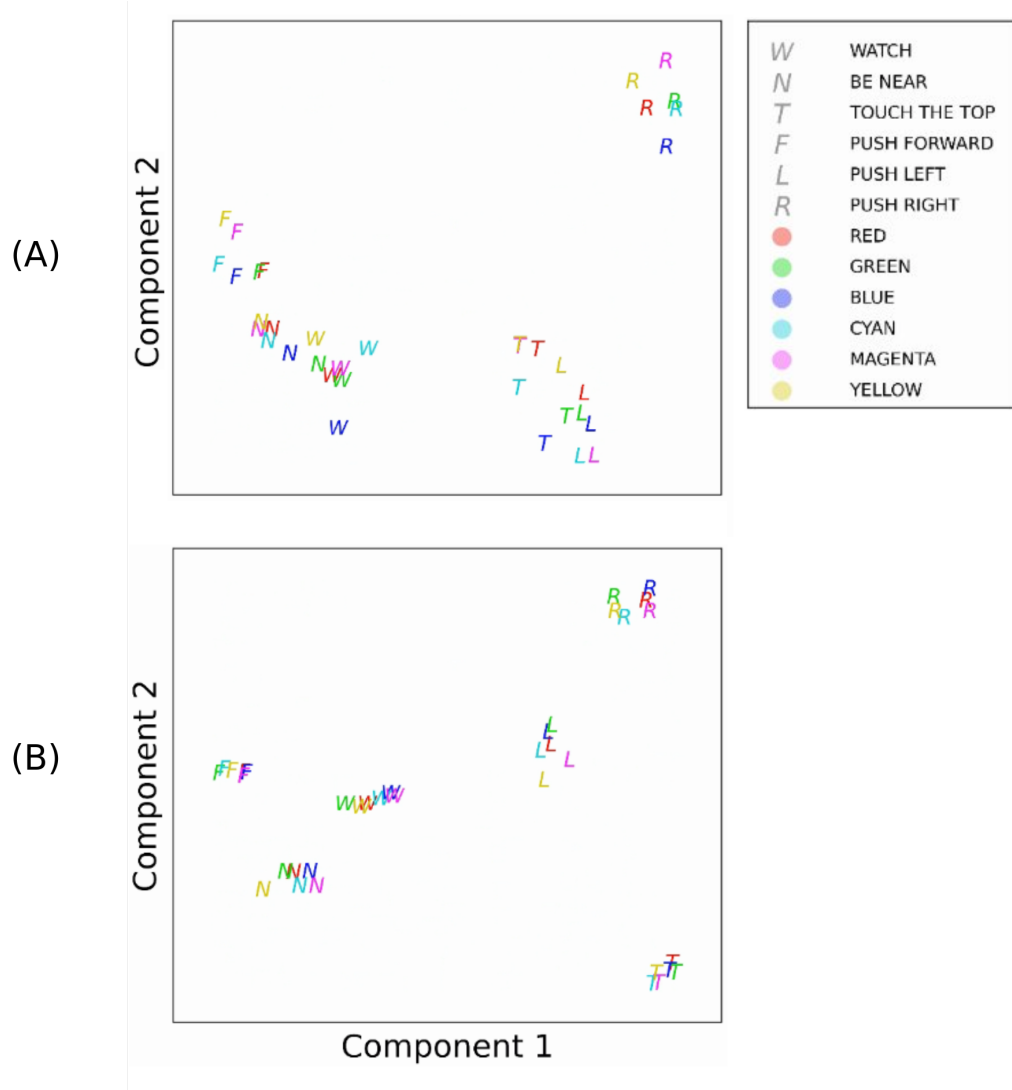 (A)
Component 2
R
R
R R R
R
F
F
F F F F
N
N N N
N
W
W
N
W W W
W
T T
L
T
L
T L L
T
L L
W WATCH
N BE NEAR
T TOUCH THE TOP
F PUSH FORWARD
L PUSH LEFT
R PUSH RIGHT
RED
GREEN
BLUE
CYAN
MAGENTA
YELLOW
(B)
Component 2
R R R
R R R
L
L
L L
L
L
F F F F F
W W W W W W
N N N
N N N
T
T T T
T T
Component 1